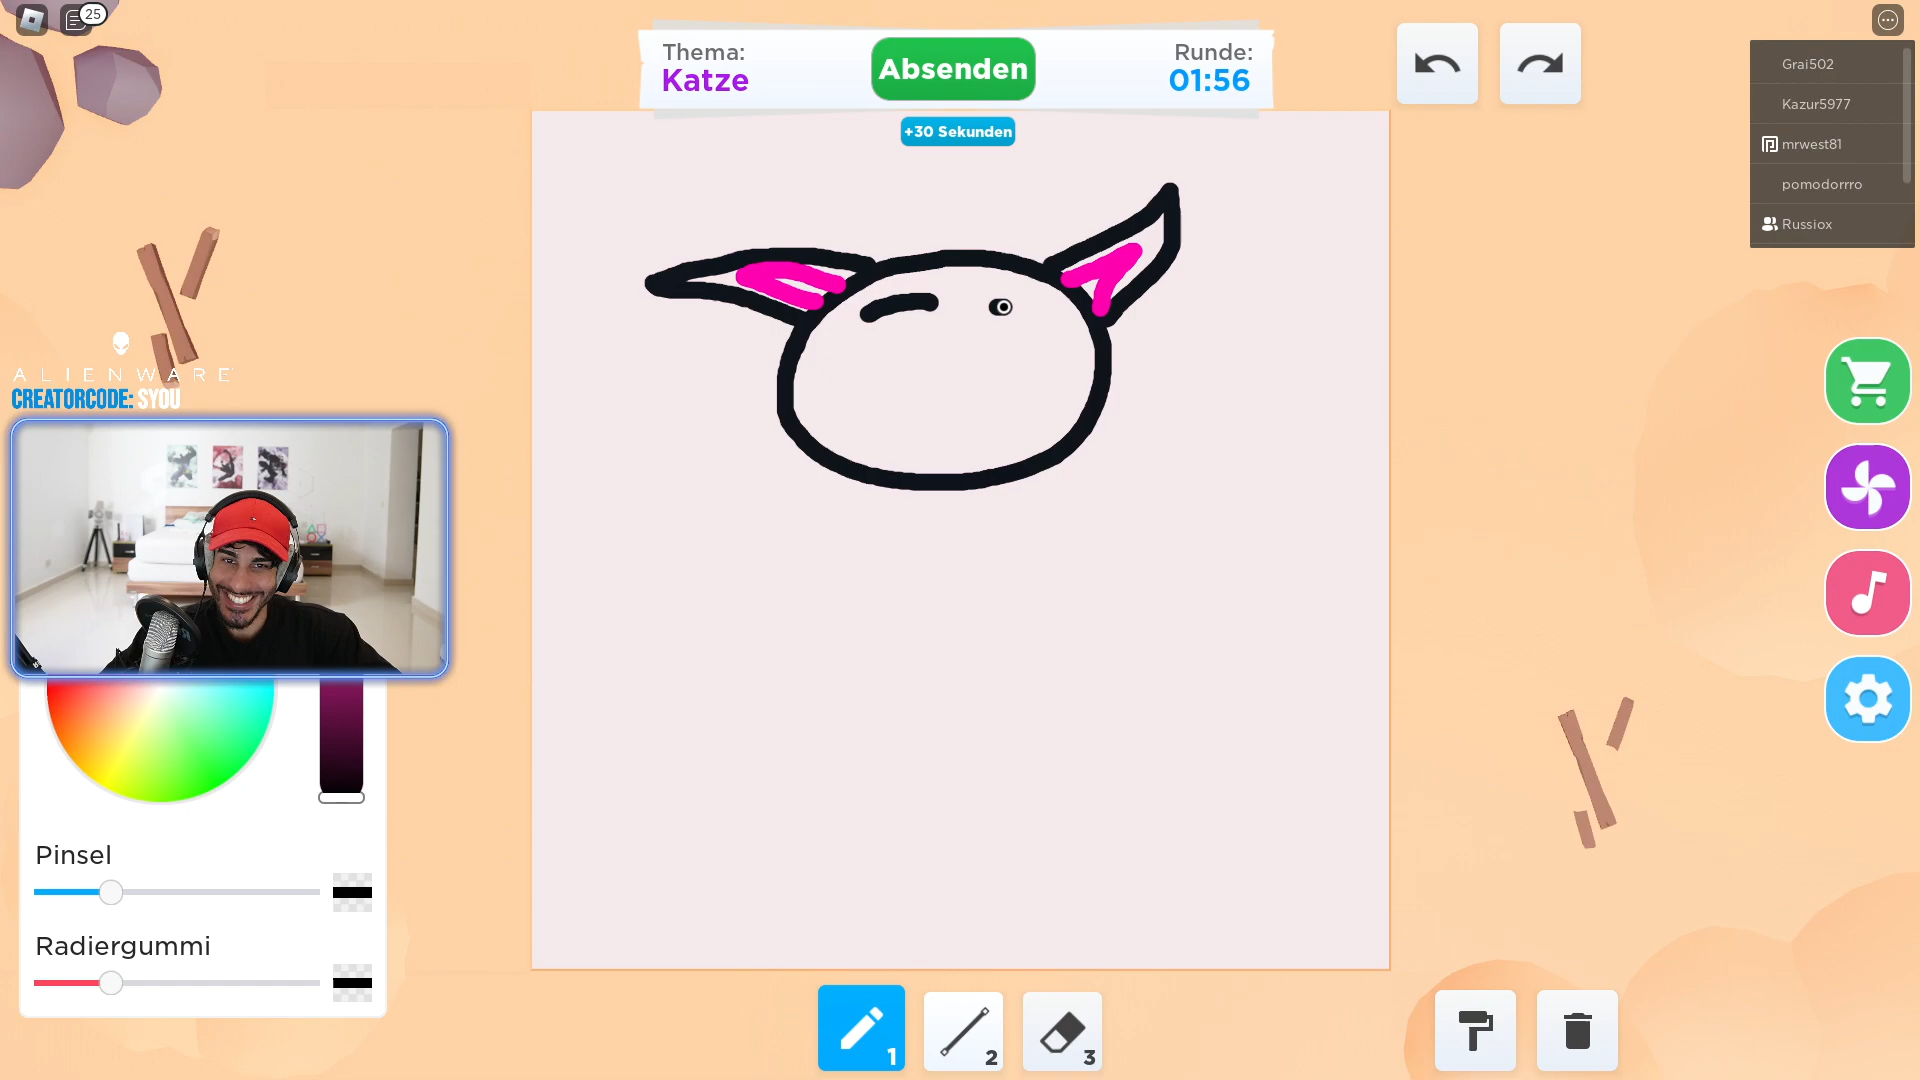 25
Thema:
Katze
Absenden
Runde:
01:56
+30 Sekunden
Grai502
Kazur5977
mrwest81
pomodorrro
Russiox
ALIENWARE
CREATORCODE: SYOU
Pinsel
Radiergummi
1
2
3